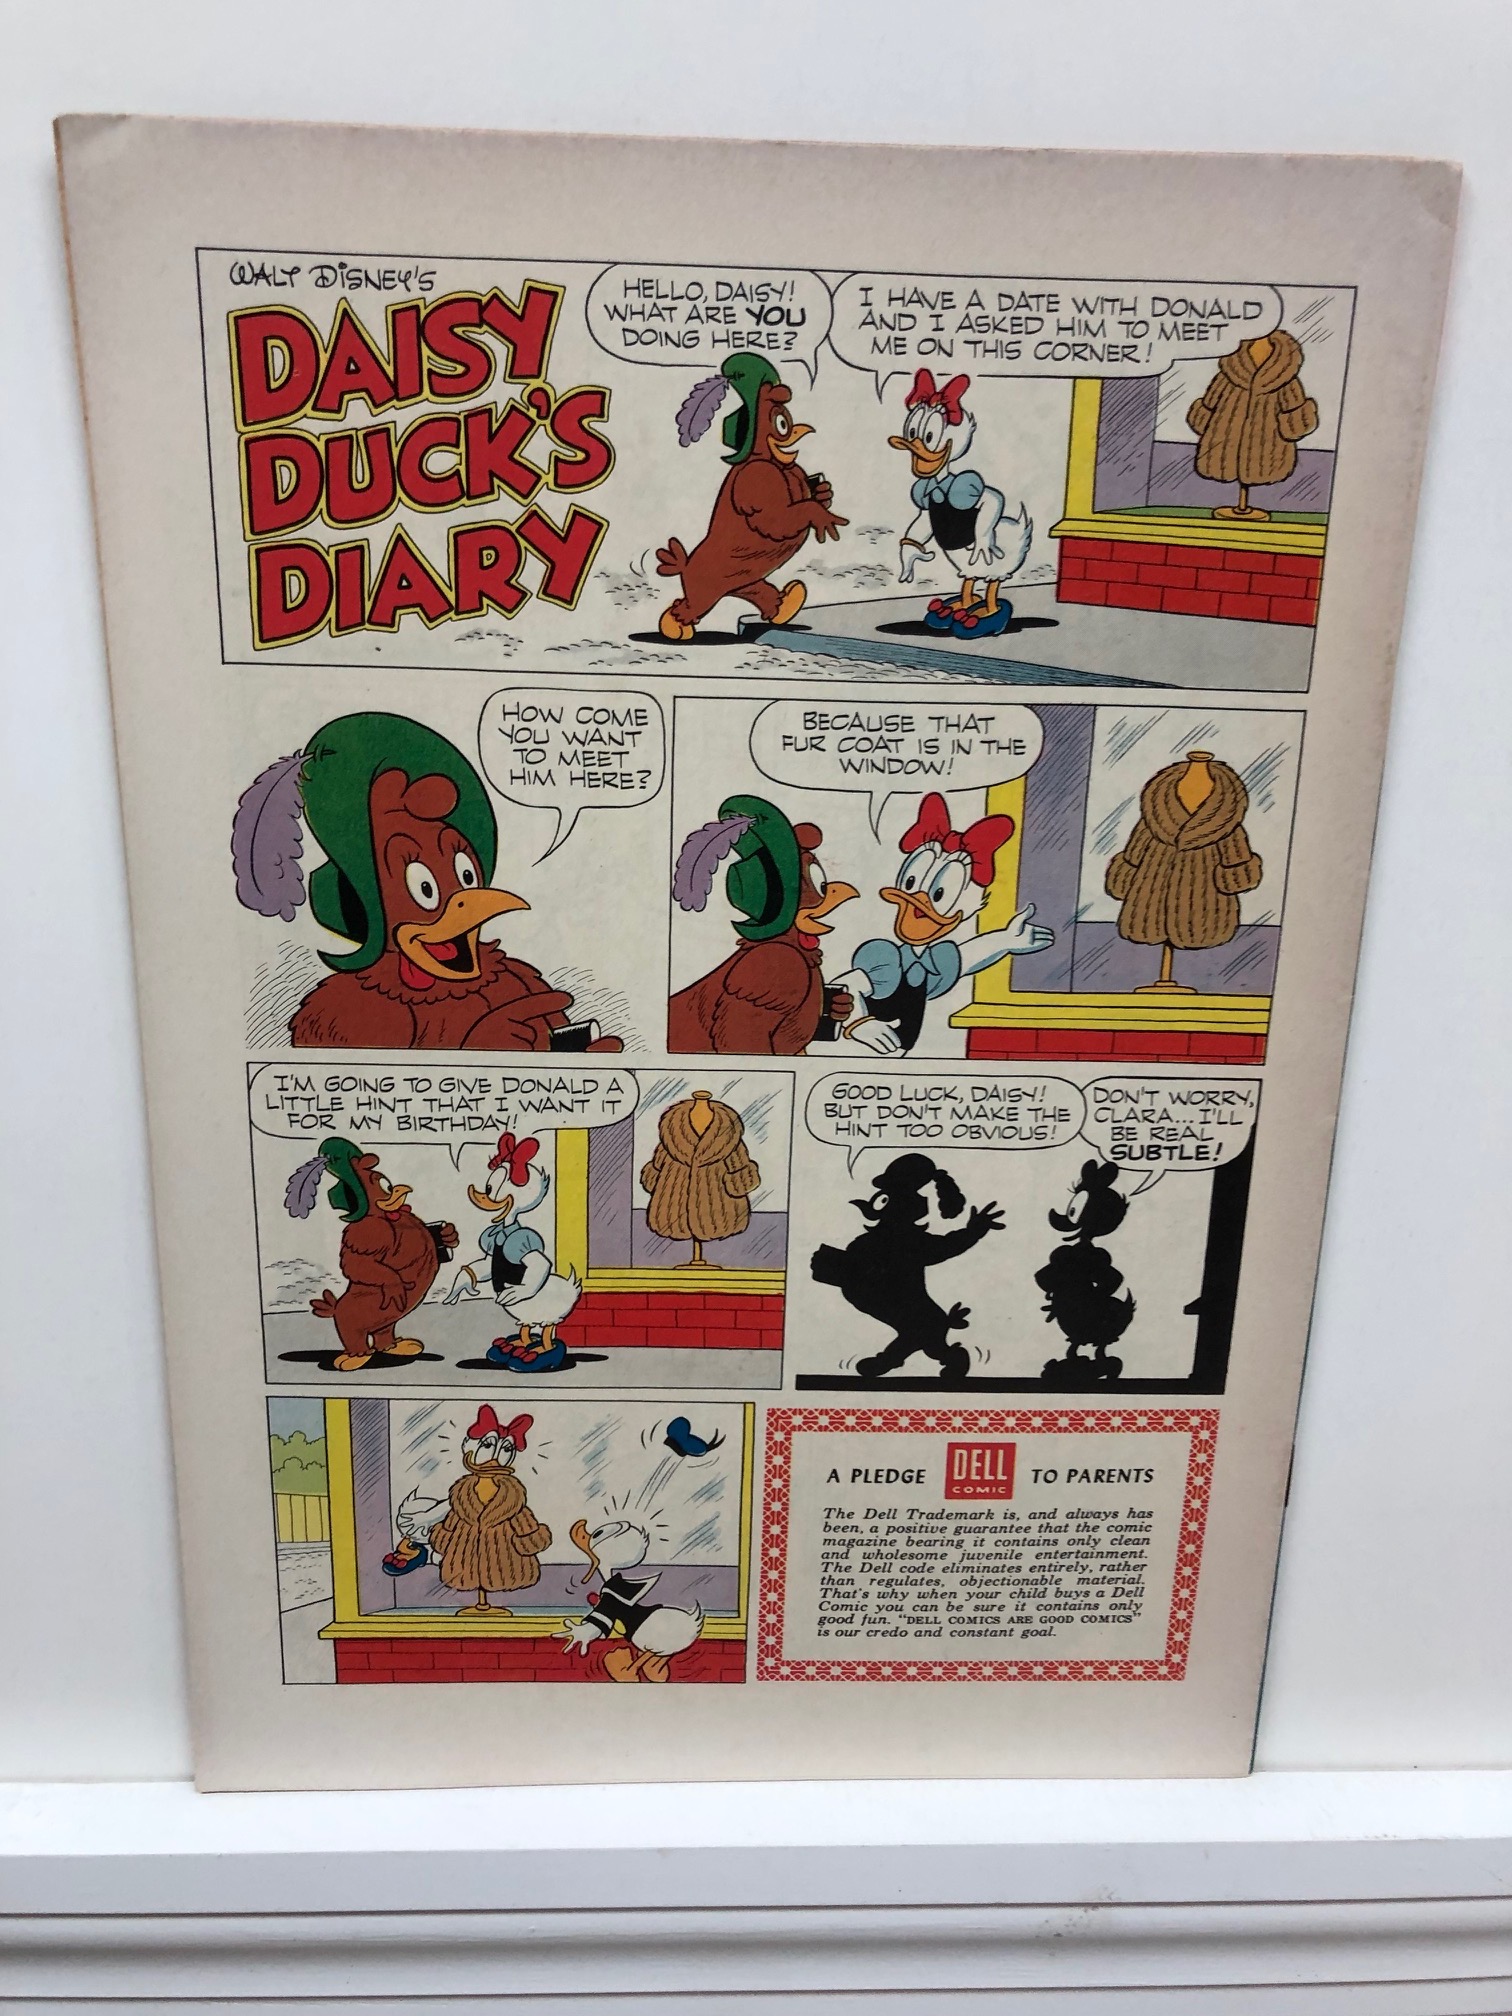 WALT DISNEY'S
DAISY
DUCK'S
DIARY
HELLO, DAISY!
WHAT ARE YOU
DOING HERE?
I HAVE A DATE WITH DONALD
AND I ASKED HIM TO MEET
ME ON THIS CORNER!
HOW COME
YOU WANT
TO MEET
HIM HERE?
BECAUSE THAT
FUR COAT IS IN THE
WINDOW!
I'M GOING TO GIVE DONALD A
LITTLE HINT THAT I WANT IT
FOR MY BIRTHDAY!
GOOD LUCK, DAISY!
BUT DON'T MAKE THE
HINT TOO OBVIOUS!
DON'T WORRY,
CLARA... I'LL
BE REAL
SUBTLE!
A PLEDGE DELL TO PARENTS
COMIC
The Dell Trademark is, and always has
been, a positive guarantee that the comic
magazine bearing it contains only clean
and wholesome juvenile entertainment.
The Dell code eliminates entirely, rather
than regulates, objectionable material.
That's why when your child buys a Dell
Comic you can be sure it contains only
good fun. "DELL COMICS ARE GOOD COMICS"
is our credo and constant goal.